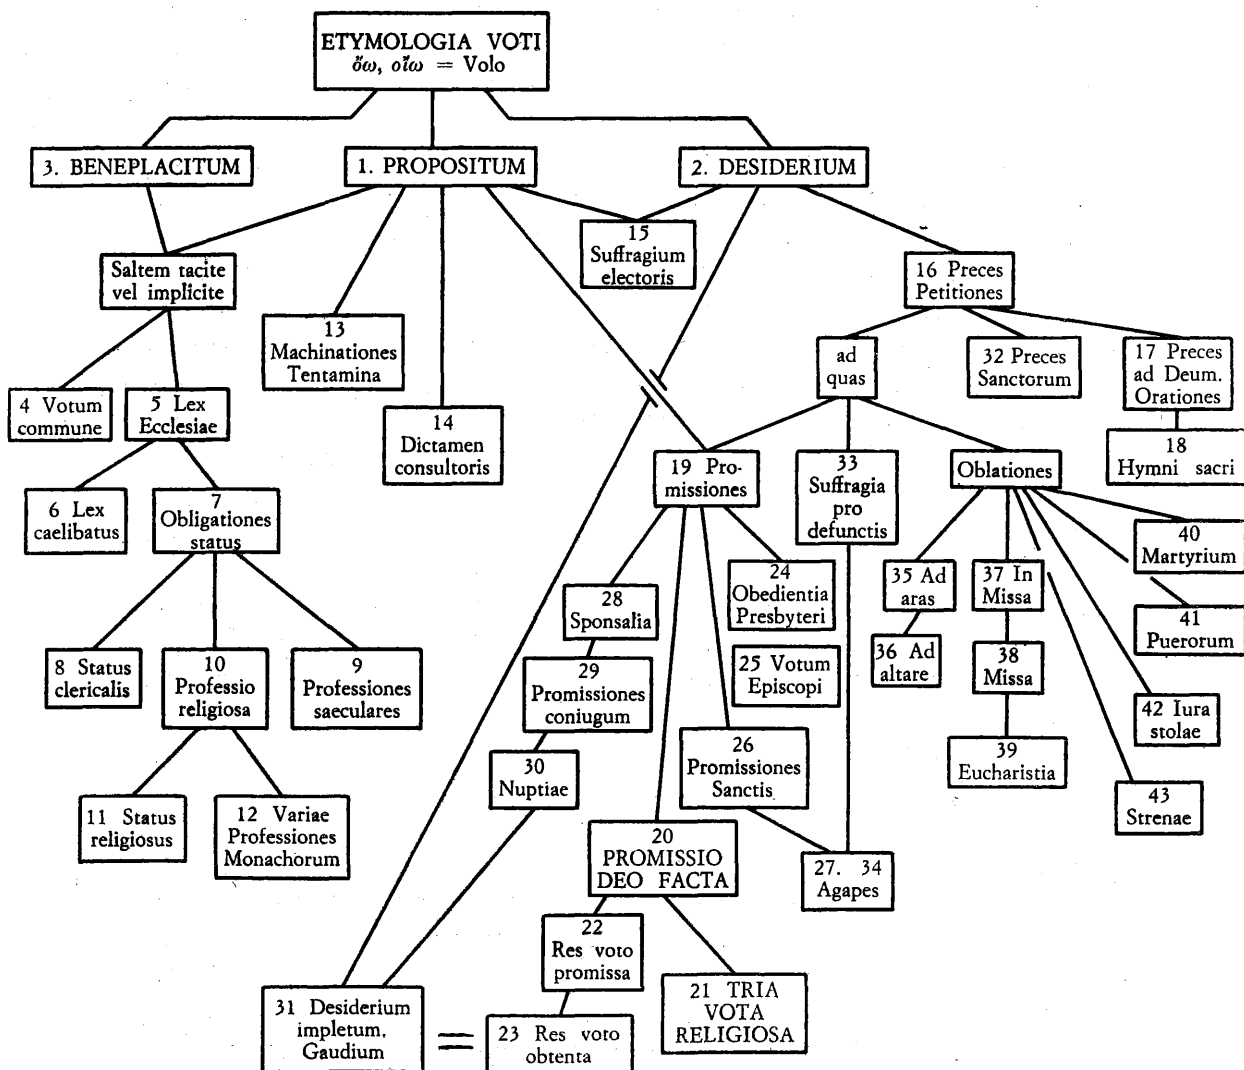 ETYMOLOGIA VOTI
ὄω, οἴω = Volo
3. BENEPLACITUM
1. PROPOSITUM
2. DESIDERIUM
Saltem tacite
vel implicite
15
Suffragium
electoris
16 Preces
Petitiones
13
Machinationes
Tentamina
ad
quas
32 Preces
Sanctorum
17 Preces
ad Deum.
Orationes
4 Votum
commune
5 Lex
Ecclesiae
14
Dictamen
consultoris
18
Hymni sacri
19 Pro-
missiones
33
Suffragia
pro
defunctis
Oblationes
6 Lex
caelibatus
7
Obligationes
status
40
Martyrium
28
Sponsalia
24
Obedientia
Presbyteri
35 Ad
aras
37 In
Missa
41
Puerorum
8 Status
clericalis
10
Professio
religiosa
9
Professiones
saeculares
29
Promissiones
coniugum
25 Votum
Episcopi
36 Ad
altare
38
Missa
42 Iura
stolae
30
Nuptiae
26
Promissiones
Sanctis
39
Eucharistia
43
Strenae
11 Status
religiosus
12 Variae
Professiones
Monachorum
20
PROMISSIO
DEO FACTA
27. 34
Agapes
22
Res voto
promissa
21 TRIA
VOTA
RELIGIOSA
31 Desiderium
impletum,
Gaudium
=
23 Res voto
obtenta